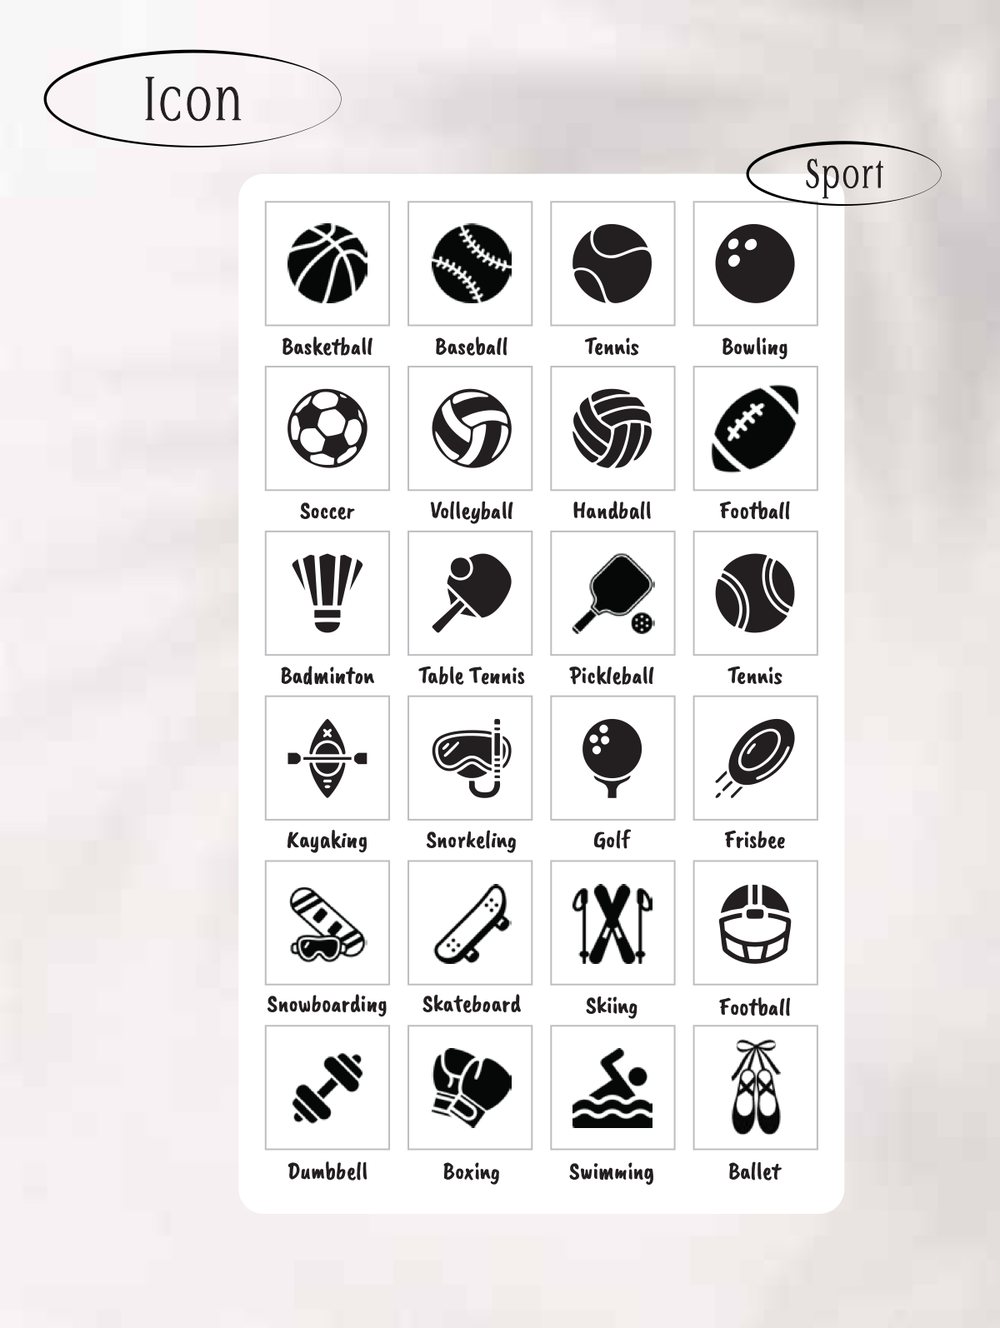 Icon
Sport
Basketball
Baseball
Tennis
Bowling
Soccer
Volleyball
Handball
Football
Badminton
Table Tennis
Pickleball
Tennis
Kayaking
Snorkeling
Golf
Frisbee
Snowboarding
Skateboard
Skiing
Football
Dumbbell
Boxing
Swimming
Ballet